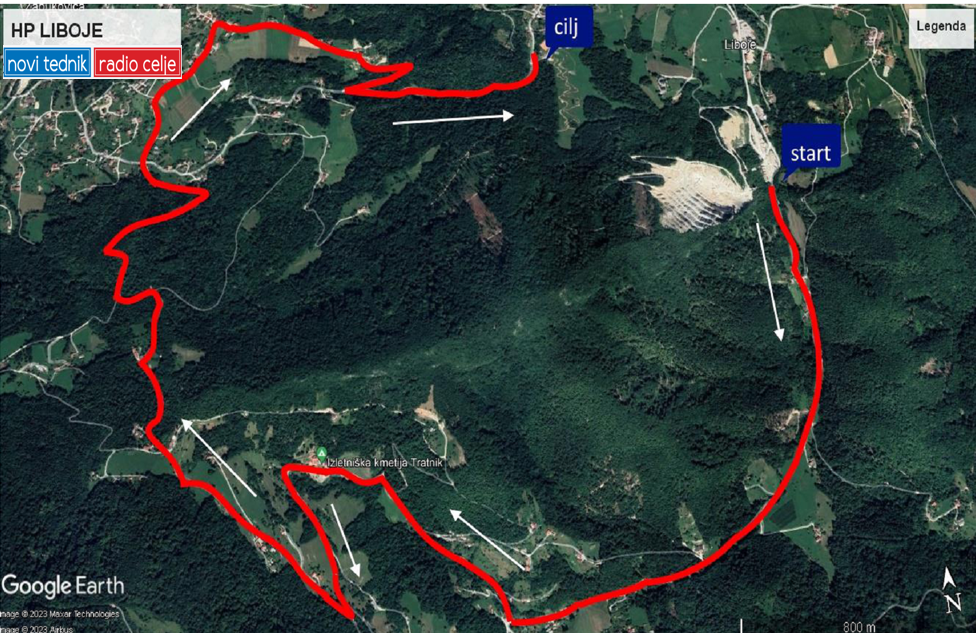 Zabukovica
HP LIBOJE
novi tednik radio celje
cilj
Liboje
Legenda
start
Izletniška kmetija Tratnik
Google Earth
Image © 2023 Maxar Technologies
Image © 2023 Airbus
N
800 m